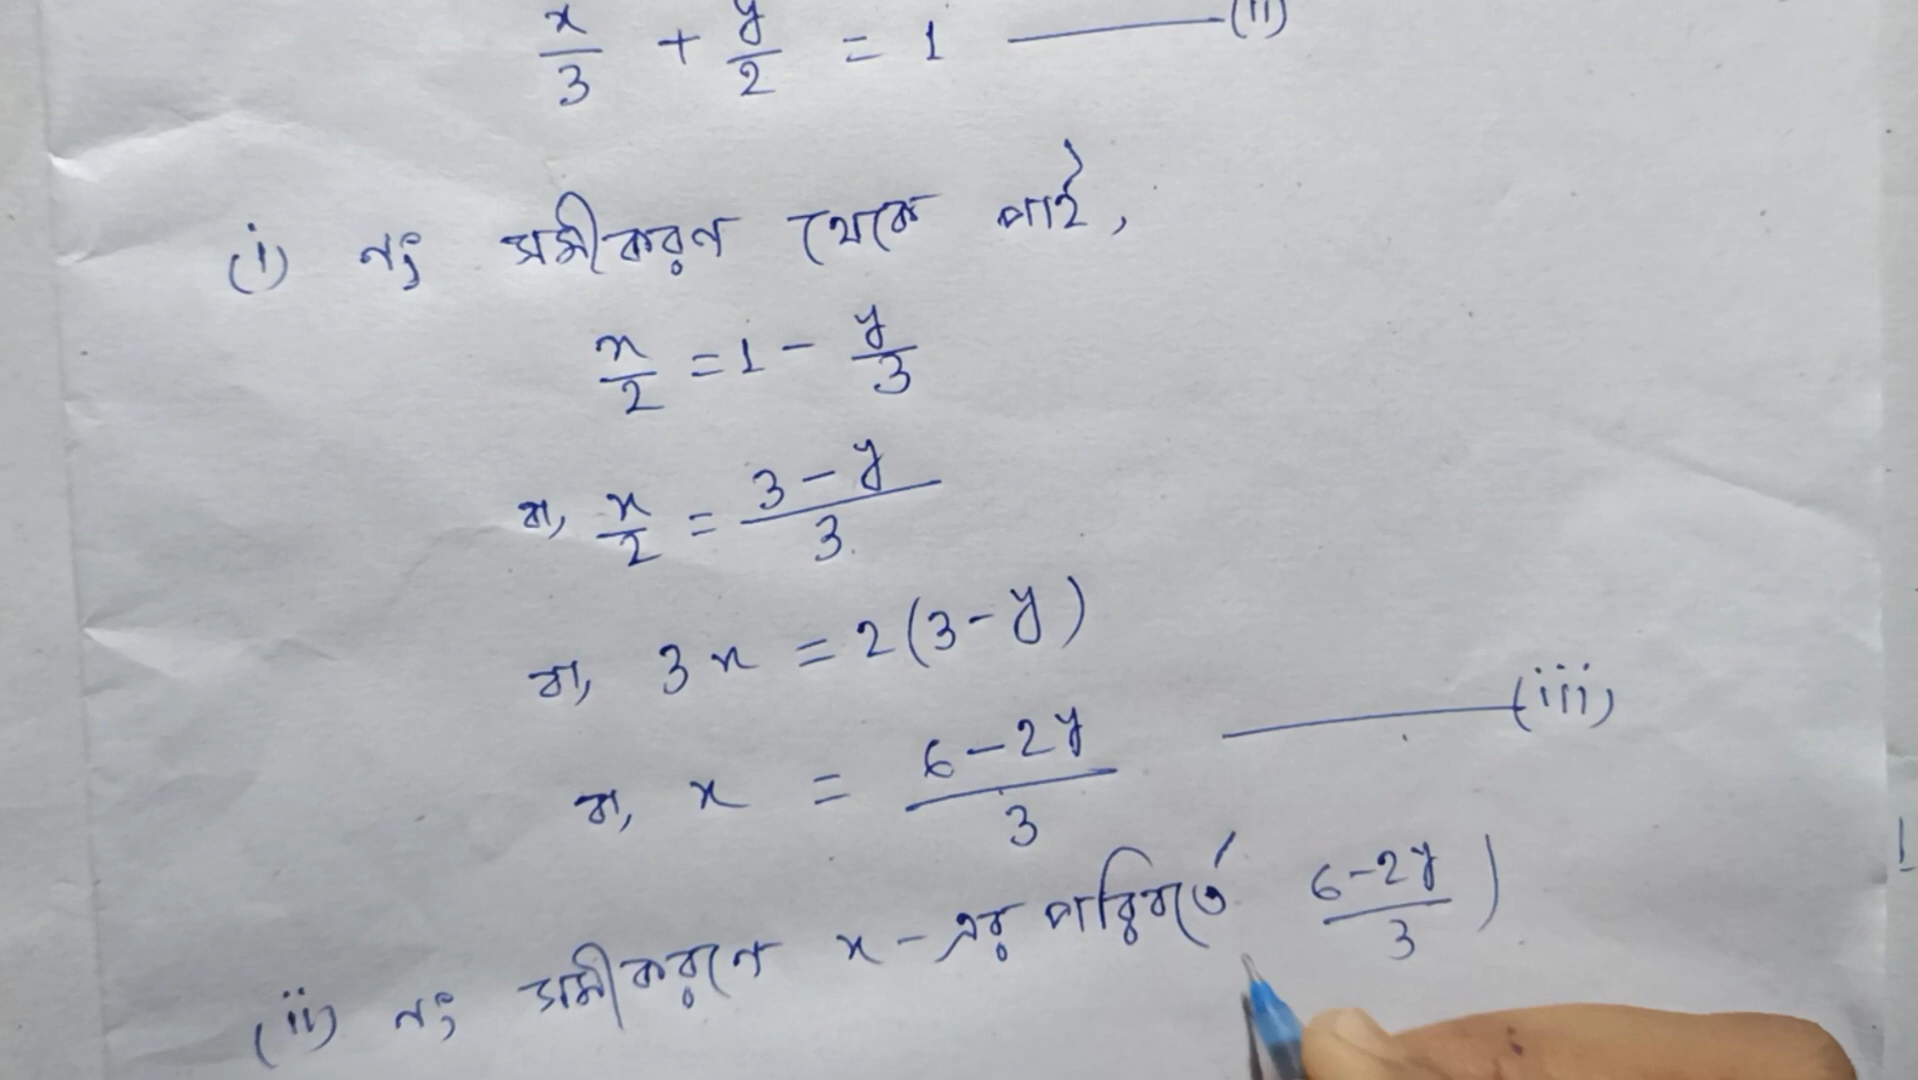 x/3 + y/2 = 1 ———(ii)
(i) নং সমীকরণ থেকে পাই,
x/2 = 1 - y/3
বা, x/2 = (3 - y)/3
বা, 3x = 2(3 - y)
বা, x = (6 - 2y)/3 ———(iii)
(ii) নং সমীকরণে x - এর পরিবর্তে (6 - 2y)/3